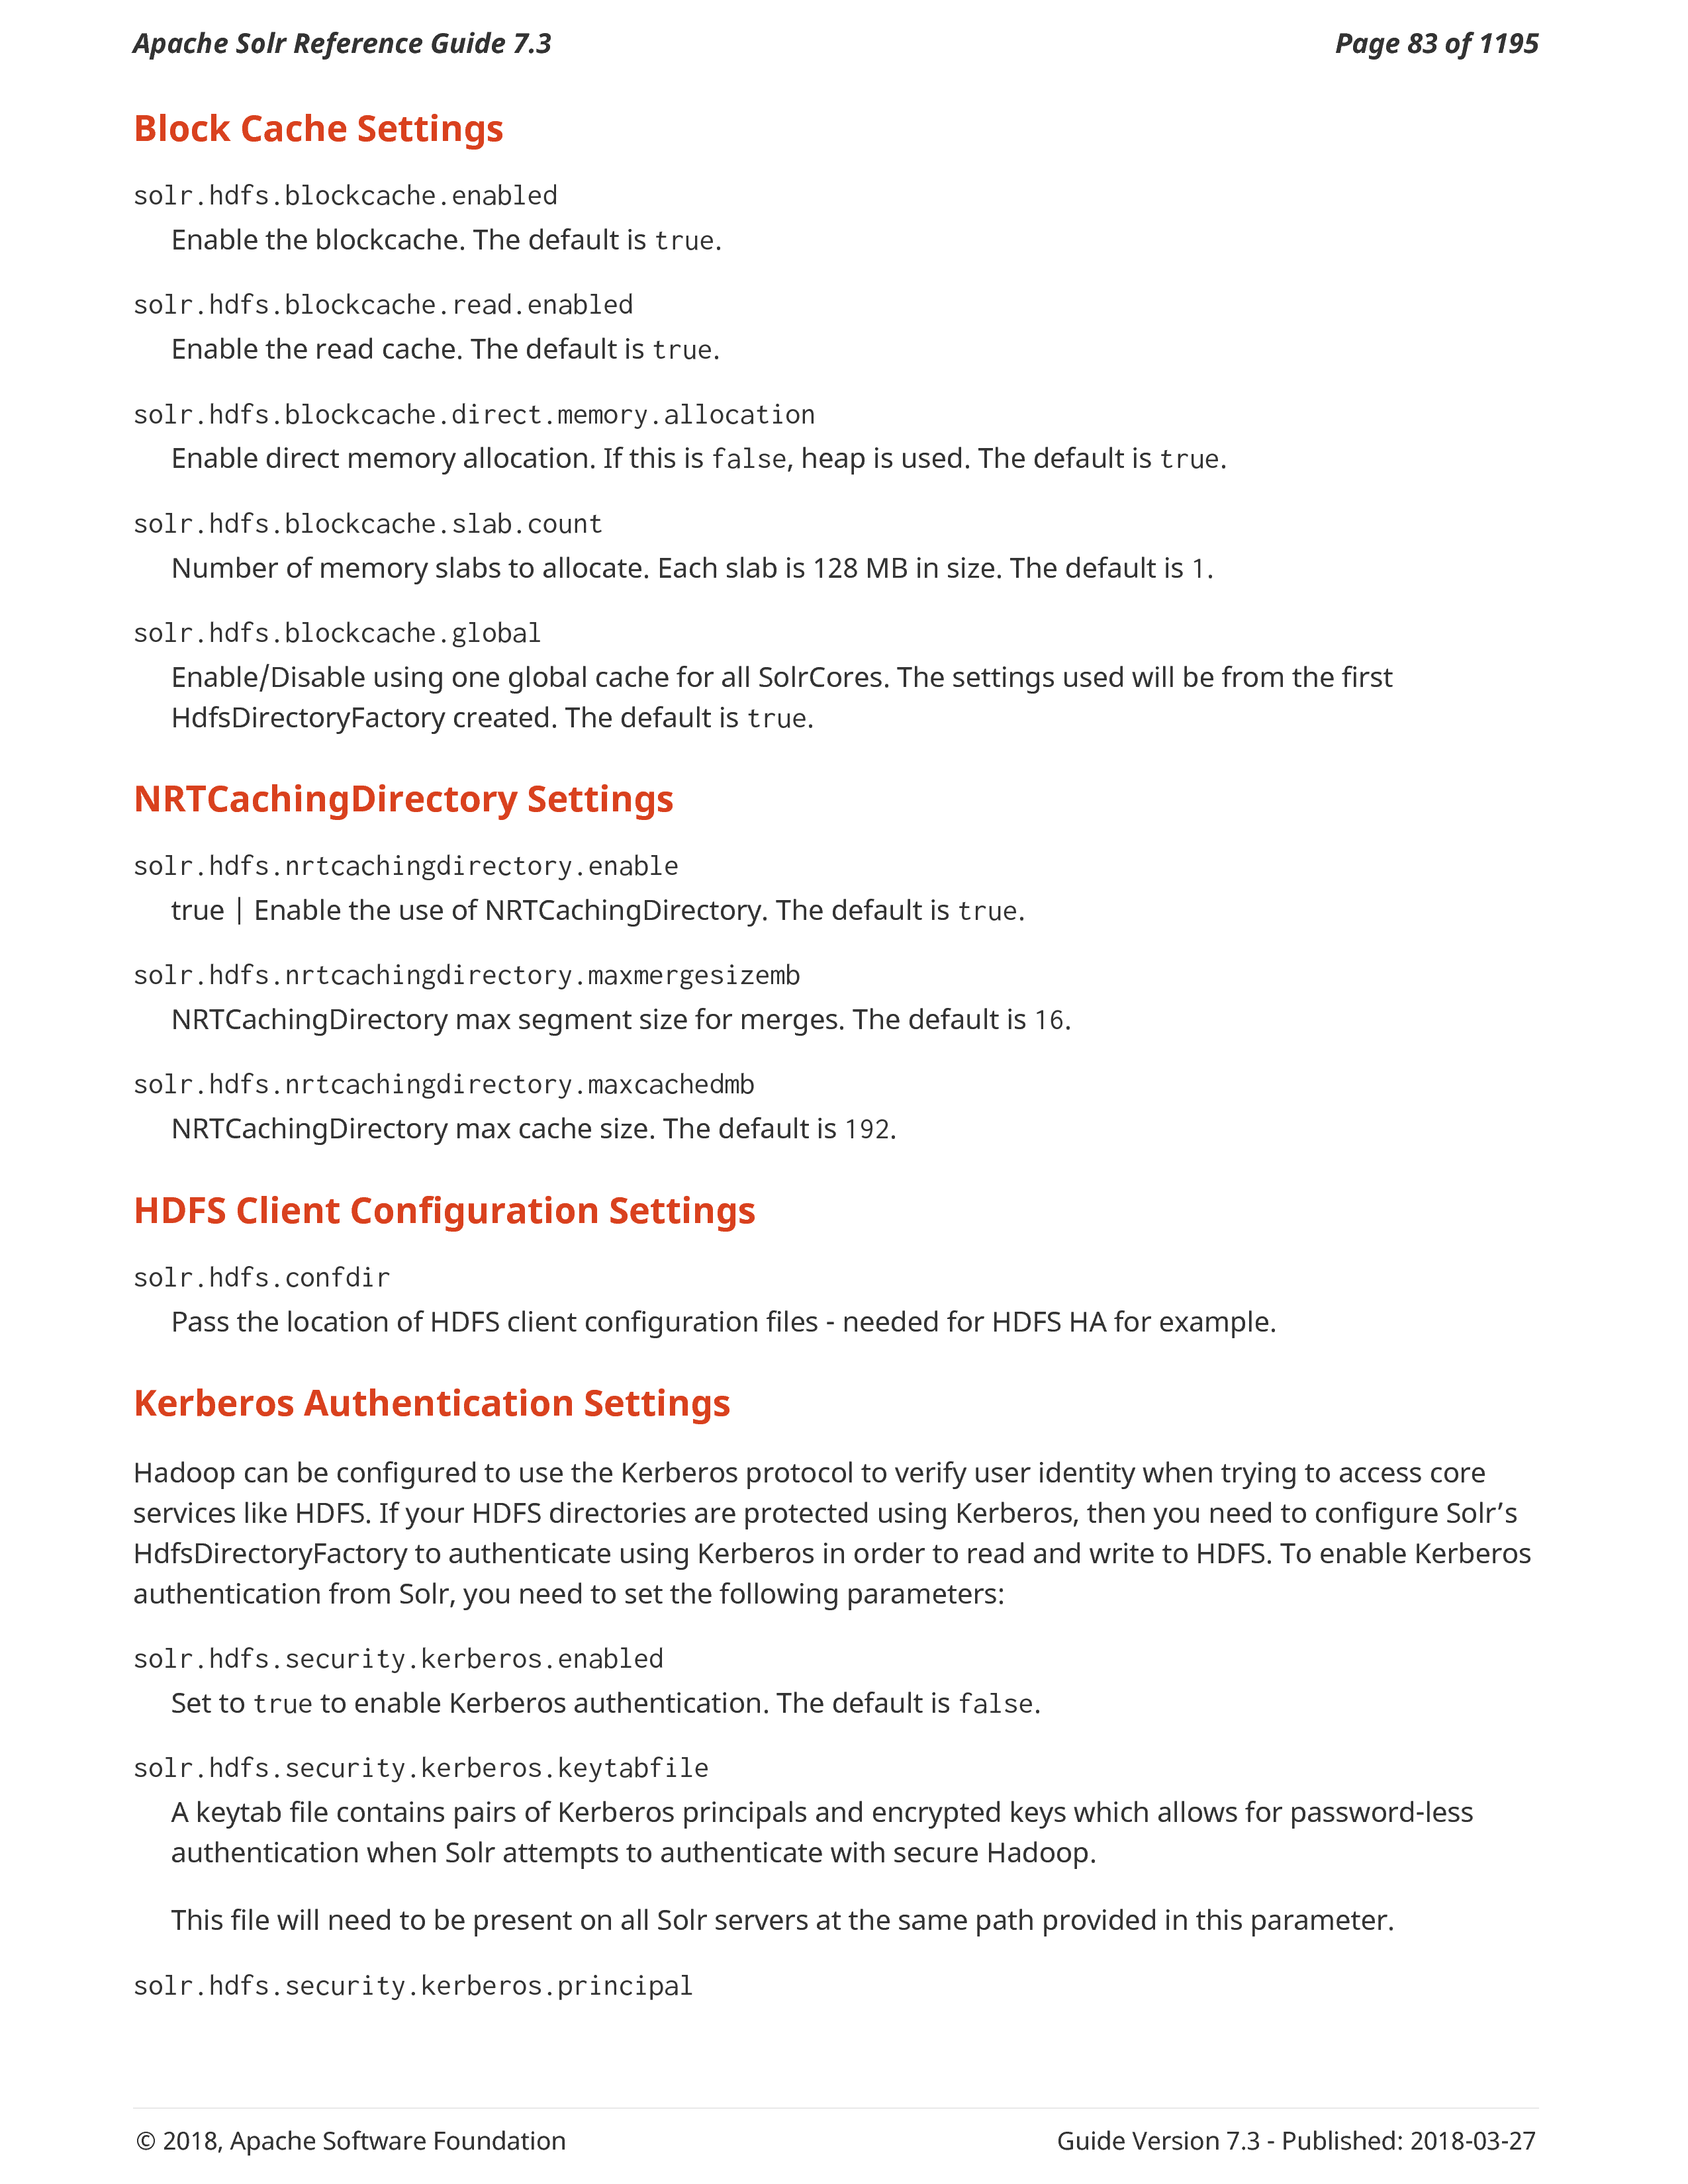 Apache Solr Reference Guide 7.3 Page 83 of 1195
Block Cache Settings
solr.hdfs.blockcache.enabled
Enable the blockcache. The default is true.
solr.hdfs.blockcache.read.enabled
Enable the read cache. The default is true.
solr.hdfs.blockcache.direct.memory.allocation
Enable direct memory allocation. If this is false, heap is used. The default is true.
solr.hdfs.blockcache.slab.count
Number of memory slabs to allocate. Each slab is 128 MB in size. The default is 1.
solr.hdfs.blockcache.global
Enable/Disable using one global cache for all SolrCores. The settings used will be from the first
HdfsDirectoryFactory created. The default is true.
NRTCachingDirectory Settings
solr.hdfs.nrtcachingdirectory.enable
true | Enable the use of NRTCachingDirectory. The default is true.
solr.hdfs.nrtcachingdirectory.maxmergesizemb
NRTCachingDirectory max segment size for merges. The default is 16.
solr.hdfs.nrtcachingdirectory.maxcachedmb
NRTCachingDirectory max cache size. The default is 192.
HDFS Client Configuration Settings
solr.hdfs.confdir
Pass the location of HDFS client configuration files - needed for HDFS HA for example.
Kerberos Authentication Settings
Hadoop can be configured to use the Kerberos protocol to verify user identity when trying to access core
services like HDFS. If your HDFS directories are protected using Kerberos, then you need to configure Solr’s
HdfsDirectoryFactory to authenticate using Kerberos in order to read and write to HDFS. To enable Kerberos
authentication from Solr, you need to set the following parameters:
solr.hdfs.security.kerberos.enabled
Set to true to enable Kerberos authentication. The default is false.
solr.hdfs.security.kerberos.keytabfile
A keytab file contains pairs of Kerberos principals and encrypted keys which allows for password-less
authentication when Solr attempts to authenticate with secure Hadoop.
This file will need to be present on all Solr servers at the same path provided in this parameter.
solr.hdfs.security.kerberos.principal
© 2018, Apache Software Foundation Guide Version 7.3 - Published: 2018-03-27